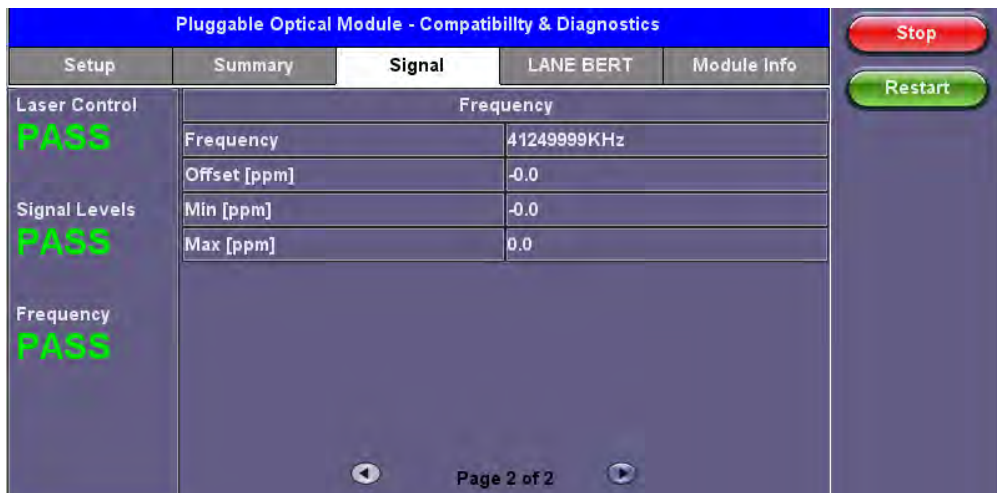 Pluggable Optical Module - Compatibility & Diagnostics
Stop
Restart
Setup Summary Signal LANE BERT Module Info
Laser Control
PASS
Signal Levels
PASS
Frequency
PASS
Frequency
Frequency 41249999KHz
Offset [ppm] -0.0
Min [ppm] -0.0
Max [ppm] 0.0
Page 2 of 2